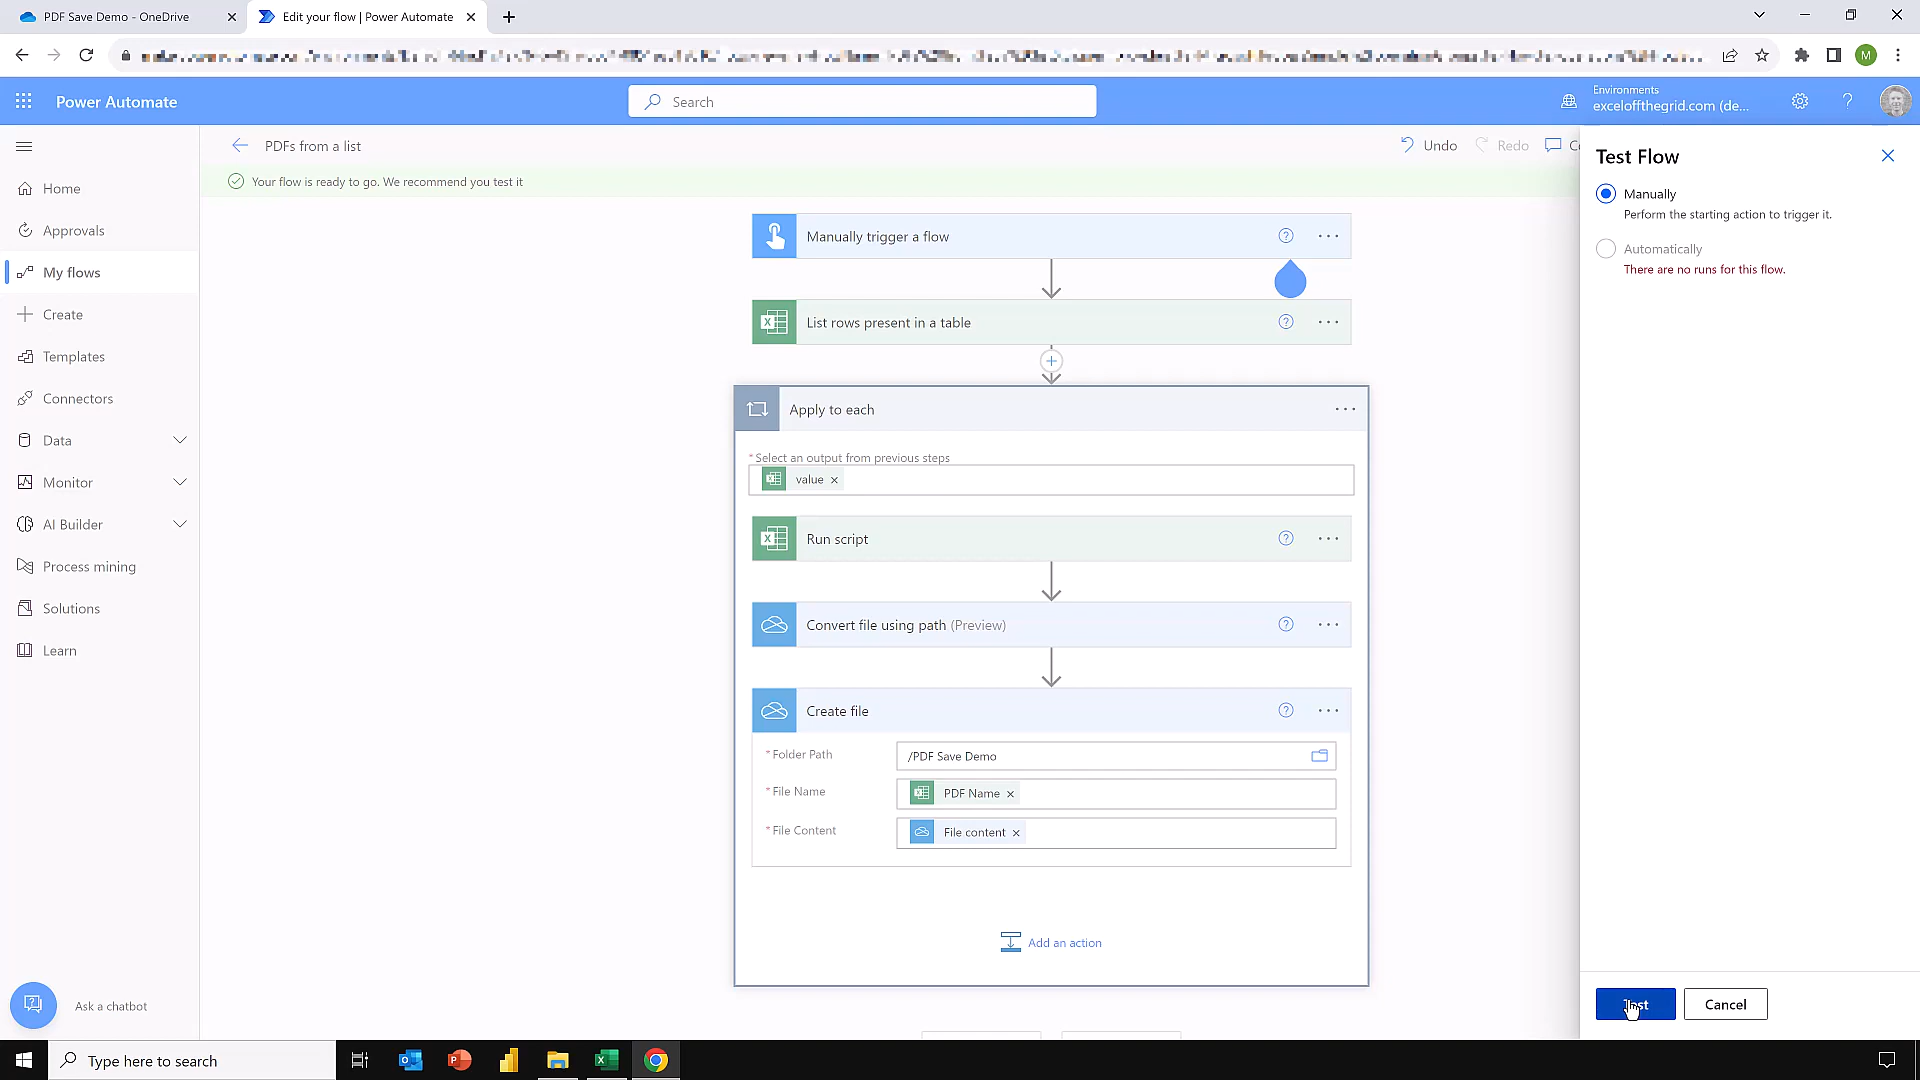 PDF Save Demo - OneDrive
Edit your flow | Power Automate
M
Power Automate
Search
Environments
exceloffthegrid.com (de...
PDFs from a list
Undo
Redo
Your flow is ready to go. We recommend you test it
Home
Approvals
My flows
Create
Templates
Connectors
Data
Monitor
AI Builder
Process mining
Solutions
Learn
Ask a chatbot
Manually trigger a flow
List rows present in a table
Apply to each
*Select an output from previous steps
value
Run script
Convert file using path (Preview)
Create file
*Folder Path
/PDF Save Demo
*File Name
PDF Name
*File Content
File content
Add an action
Test Flow
Manually
Perform the starting action to trigger it.
Automatically
There are no runs for this flow.
Cancel
Type here to search